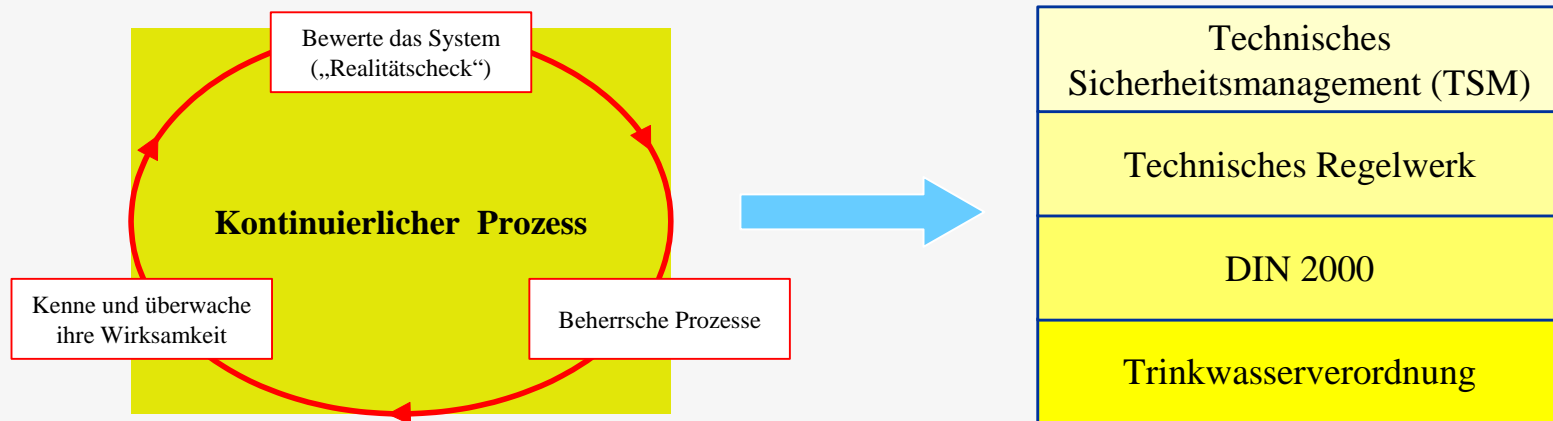 Bewerte das System
(„Realitätscheck“)
Kontinuierlicher Prozess
Kenne und überwache
ihre Wirksamkeit
Beherrsche Prozesse
Technisches
Sicherheitsmanagement (TSM)
Technisches Regelwerk
DIN 2000
Trinkwasserverordnung